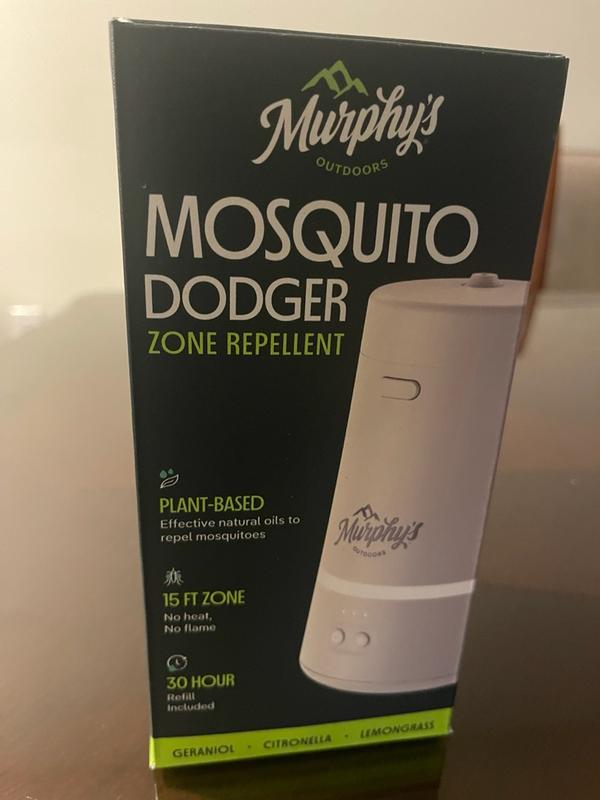 Murphy's
OUTDOORS
MOSQUITO
DODGER
ZONE REPELLENT
PLANT-BASED
Effective natural oils to
repel mosquitoes
15 FT ZONE
No heat,
No flame
30 HOUR
Refill
Included
Murphy's
OUTDOORS
GERANIOL • CITRONELLA • LEMONGRASS